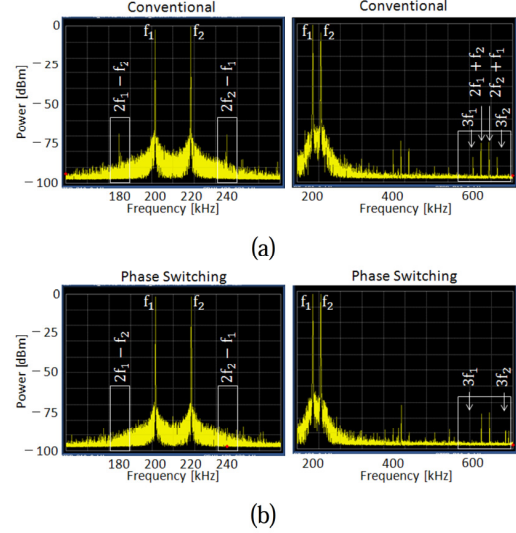 Conventional
Conventional
0
−25
−50
−75
−100
Power [dBm]
f₁
f₂
2f₁ − f₂
2f₂ − f₁
180
200
220
240
Frequency [kHz]
f₁
f₂
3f₁
2f₁ + f₂
2f₂ + f₁
3f₂
200
400
600
Frequency [kHz]
(a)
Phase Switching
Phase Switching
0
−25
−50
−75
−100
Power [dBm]
f₁
f₂
2f₁ − f₂
2f₂ − f₁
180
200
220
240
Frequency [kHz]
f₁
f₂
3f₁
3f₂
200
400
600
Frequency [kHz]
(b)